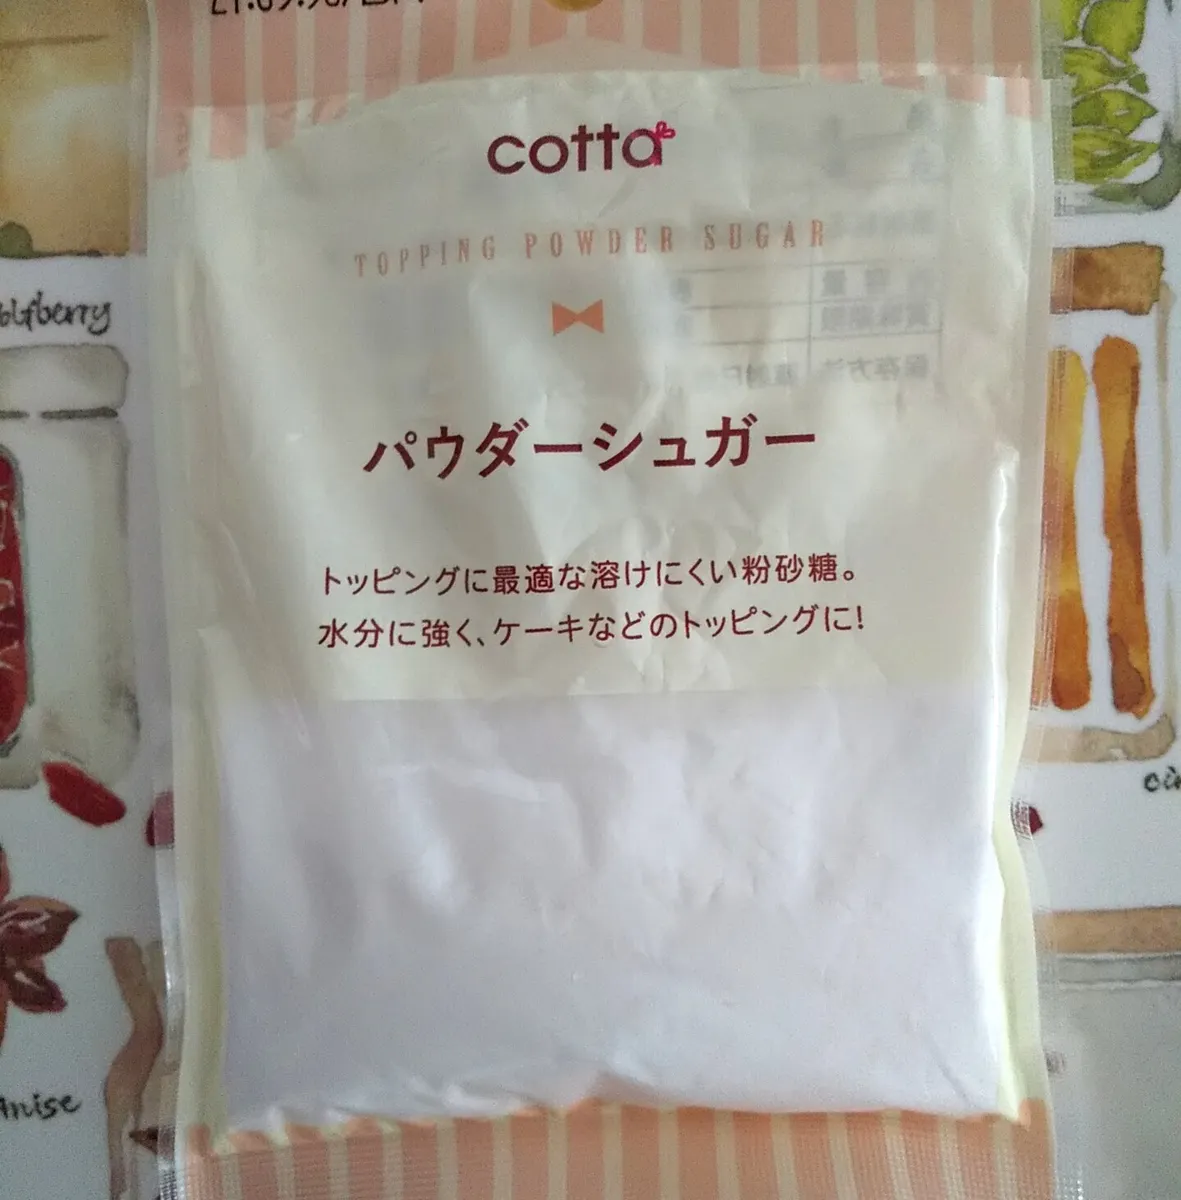 cotta
TOPPING POWDER SUGAR
パウダーシュガー
トッピングに最適な溶けにくい粉砂糖。
水分に強く、ケーキなどのトッピングに!
anise